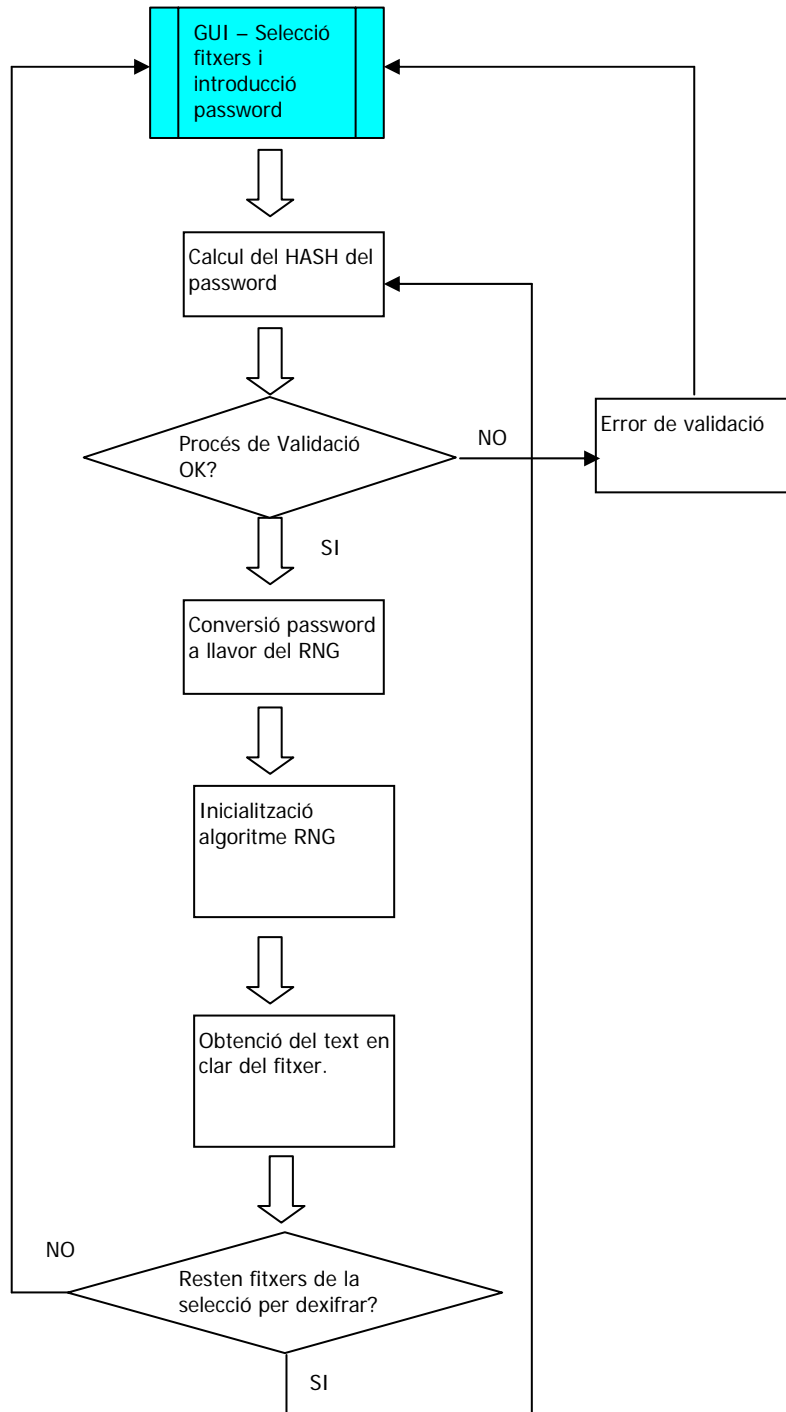 GUI – Selecció
fitxers i
introducció
password
Calcul del HASH del
password
Procés de Validació
OK?
NO
Error de validació
SI
Conversió password
a llavor del RNG
Inicialització
algoritme RNG
Obtenció del text en
clar del fitxer.
NO
Resten fitxers de la
selecció per dexifrar?
SI